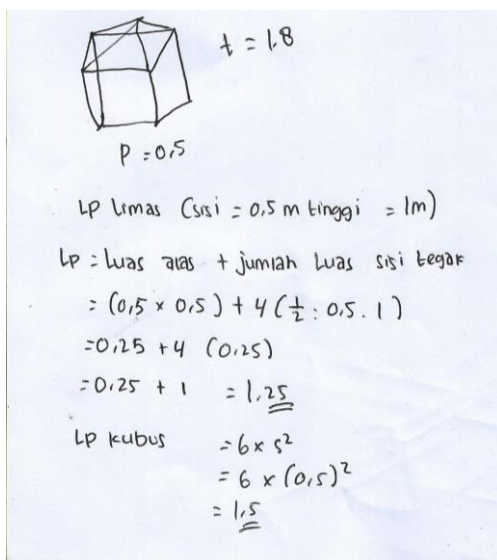 t = 1.8
P = 0,5
LP Limas (sisi = 0,5 m tinggi = 1m)
LP = Luas alas + jumlah Luas sisi tegak
= (0,5 × 0,5) + 4 (1/2 : 0,5 . 1)
= 0,25 + 4 (0,25)
= 0,25 + 1 = 1,25
LP kubus = 6 × s²
= 6 × (0,5)²
= 1,5